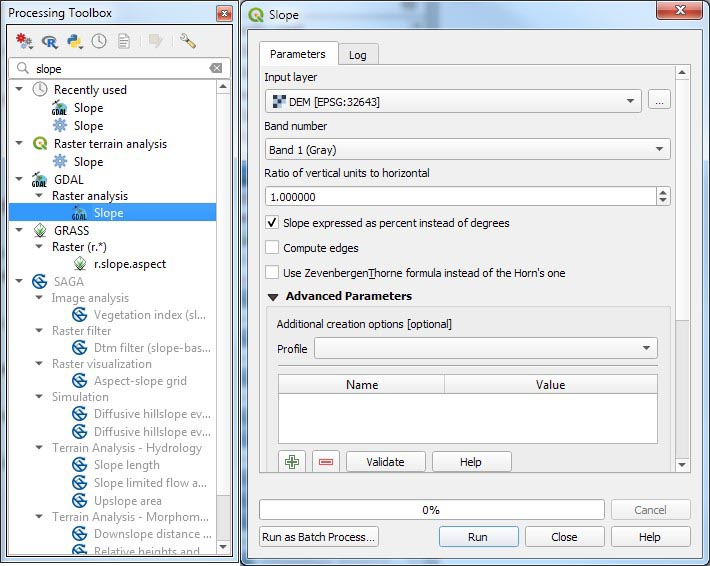 Processing Toolbox
slope
Recently used
GDAL Slope
Slope
Raster terrain analysis
Slope
GDAL GDAL
Raster analysis
GDAL Slope
GRASS
Raster (r.*)
r.slope.aspect
SAGA
Image analysis
Vegetation index (sl...
Raster filter
Dtm filter (slope-bas...
Raster visualization
Aspect-slope grid
Simulation
Diffusive hillslope ev...
Diffusive hillslope ev...
Terrain Analysis - Hydrology
Slope length
Slope limited flow a...
Upslope area
Terrain Analysis - Morphom...
Downslope distance ...
Relative heights and ...
Slope
Parameters
Log
Input layer
DEM [EPSG:32643]
...
Band number
Band 1 (Gray)
Ratio of vertical units to horizontal
1.000000
Slope expressed as percent instead of degrees
Compute edges
Use ZevenbergenThorne formula instead of the Horn's one
Advanced Parameters
Additional creation options [optional]
Profile
Name Value
Validate
Help
0%
Cancel
Run as Batch Process...
Run
Close
Help